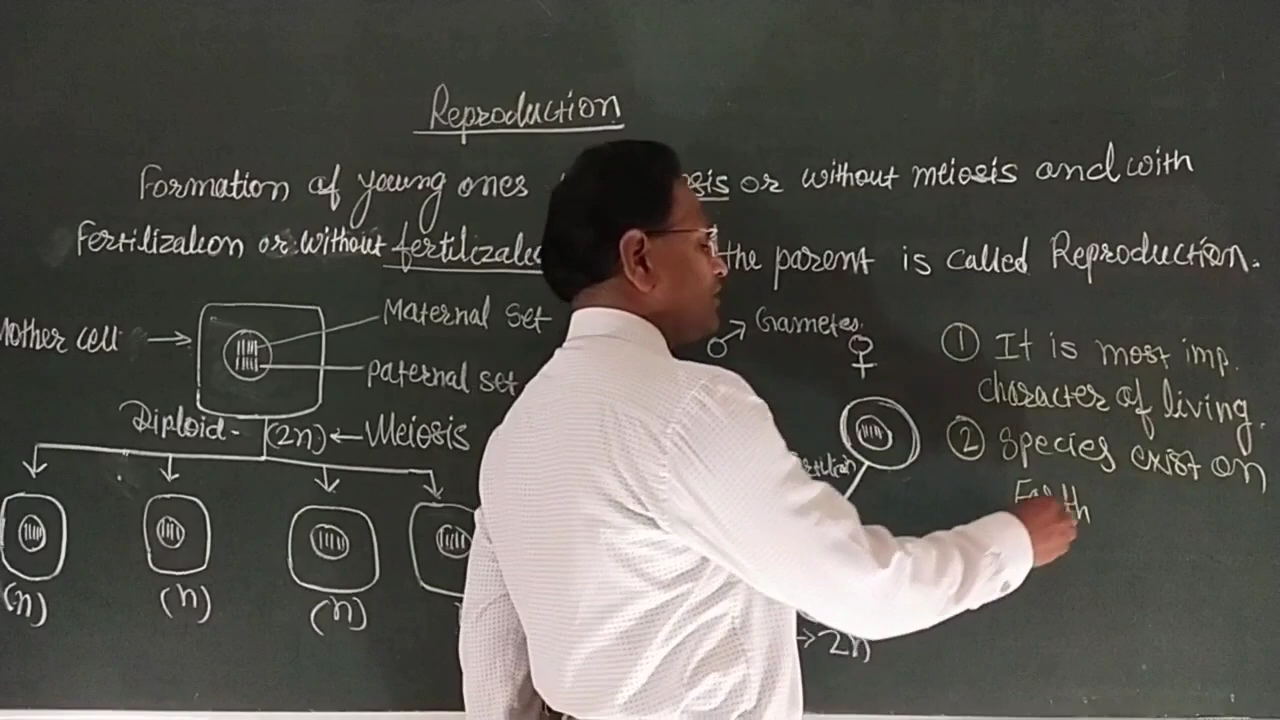 Reproduction
Formation of young ones or without meiosis and with
Fertilization or without the parent is called Reproduction.
Mother cell
Maternal Set
Paternal set
Diploid - (2n) ← Meiosis
(n) (n) (n)
♂ Gametes
♀
→ 2n
① It is most imp.
character of living.
② Species exist on
Earth